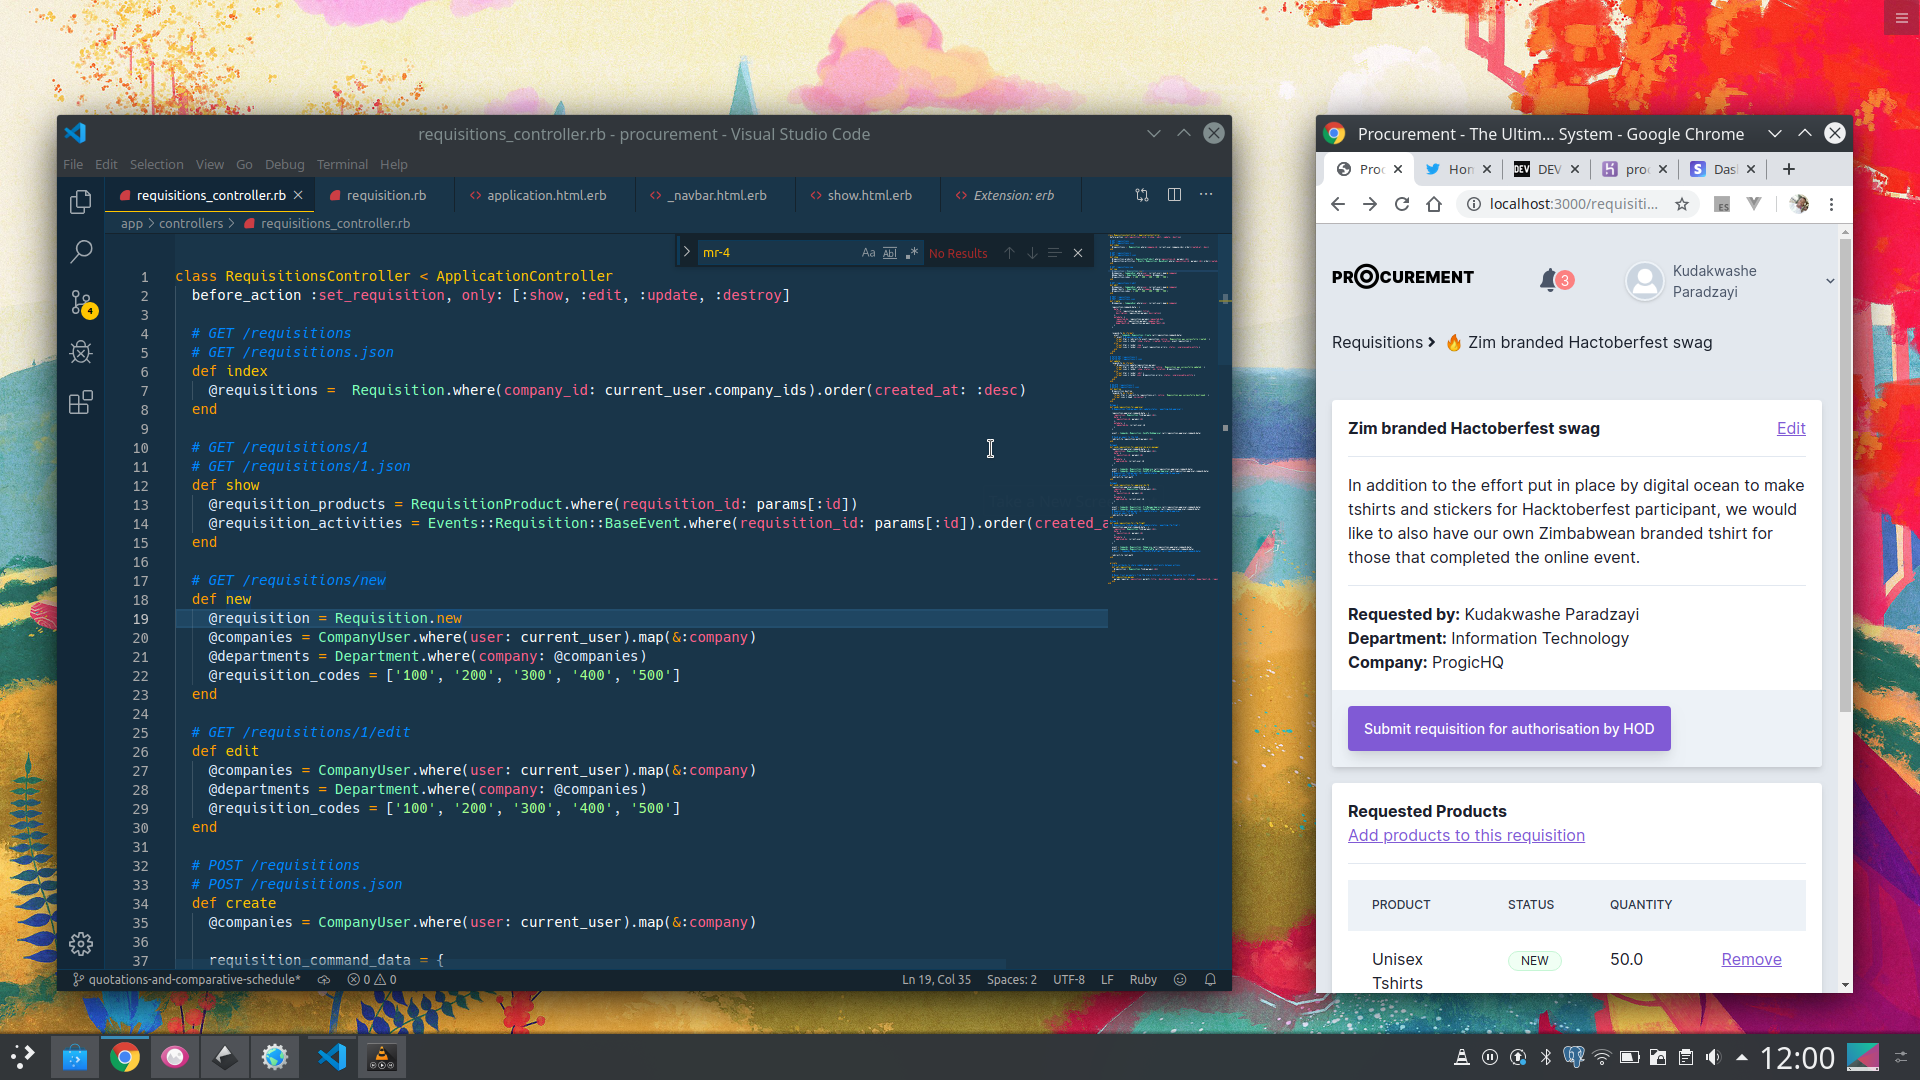 requisitions_controller.rb - procurement - Visual Studio Code
File Edit Selection View Go Debug Terminal Help
requisitions_controller.rb requisition.rb application.html.erb _navbar.html.erb show.html.erb Extension: erb
app > controllers > requisitions_controller.rb
mr-4 Aa Abl .* No Results
4
1 class RequisitionsController < ApplicationController
2 before_action :set_requisition, only: [:show, :edit, :update, :destroy]
3
4 # GET /requisitions
5 # GET /requisitions.json
6 def index
7 @requisitions =  Requisition.where(company_id: current_user.company_ids).order(created_at: :desc)
8 end
9
10 # GET /requisitions/1
11 # GET /requisitions/1.json
12 def show
13 @requisition_products = RequisitionProduct.where(requisition_id: params[:id])
14 @requisition_activities = Events::Requisition::BaseEvent.where(requisition_id: params[:id]).order(created_a
15 end
16
17 # GET /requisitions/new
18 def new
19 @requisition = Requisition.new
20 @companies = CompanyUser.where(user: current_user).map(&:company)
21 @departments = Department.where(company: @companies)
22 @requisition_codes = ['100', '200', '300', '400', '500']
23 end
24
25 # GET /requisitions/1/edit
26 def edit
27 @companies = CompanyUser.where(user: current_user).map(&:company)
28 @departments = Department.where(company: @companies)
29 @requisition_codes = ['100', '200', '300', '400', '500']
30 end
31
32 # POST /requisitions
33 # POST /requisitions.json
34 def create
35 @companies = CompanyUser.where(user: current_user).map(&:company)
36
37 requisition_command_data = {
quotations-and-comparative-schedule* 0 0 Ln 19, Col 35 Spaces: 2 UTF-8 LF Ruby
Procurement - The Ultim... System - Google Chrome
Proc Hom DEV DEV proc Dash
localhost:3000/requisiti... ES
PROCUREMENT 3 Kudakwashe
Paradzayi
Requisitions > 🔥 Zim branded Hactoberfest swag
Zim branded Hactoberfest swag Edit
In addition to the effort put in place by digital ocean to make
tshirts and stickers for Hacktoberfest participant, we would
like to also have our own Zimbabwean branded tshirt for
those that completed the online event.
Requested by: Kudakwashe Paradzayi
Department: Information Technology
Company: ProgicHQ
Submit requisition for authorisation by HOD
Requested Products
Add products to this requisition
PRODUCT STATUS QUANTITY
Unisex NEW 50.0 Remove
Tshirts
12:00